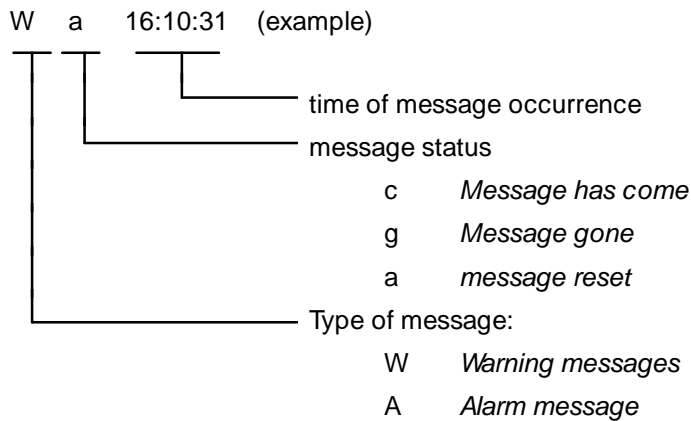 W a 16:10:31 (example)
time of message occurrence
message status
c Message has come
g Message gone
a message reset
Type of message:
W Warning messages
A Alarm message